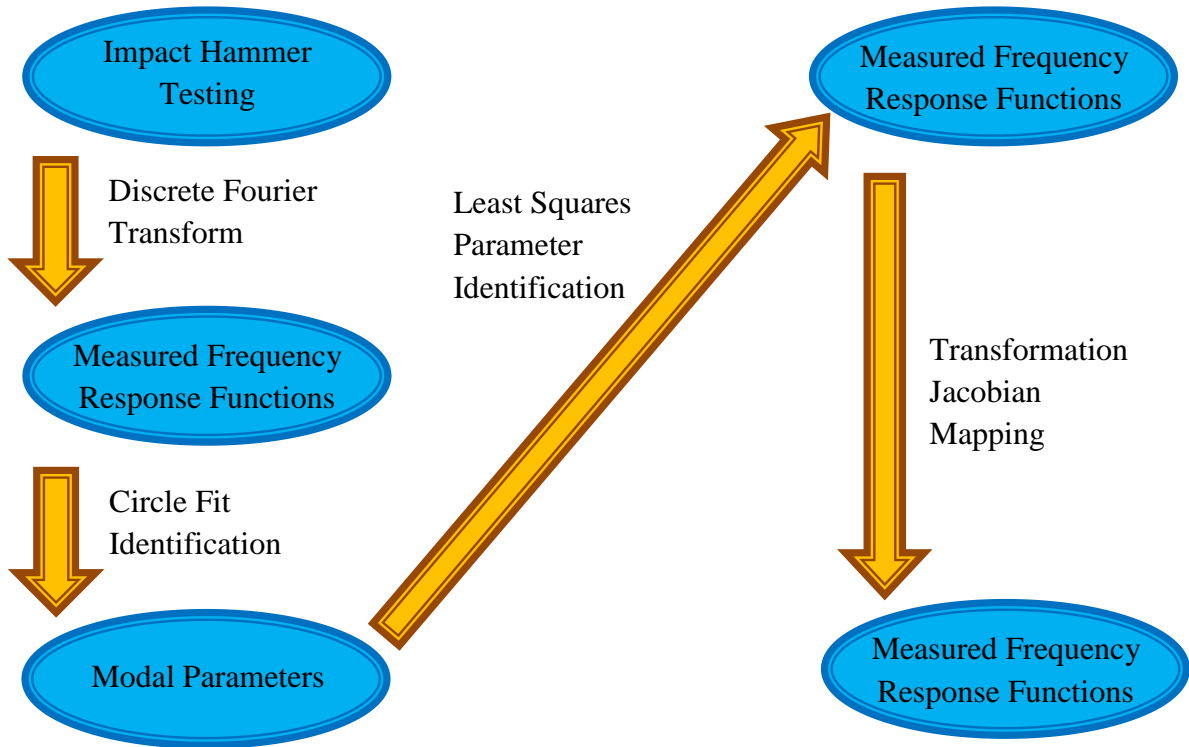 Impact Hammer
Testing
Discrete Fourier
Transform
Measured Frequency
Response Functions
Circle Fit
Identification
Modal Parameters
Least Squares
Parameter
Identification
Measured Frequency
Response Functions
Transformation
Jacobian
Mapping
Measured Frequency
Response Functions